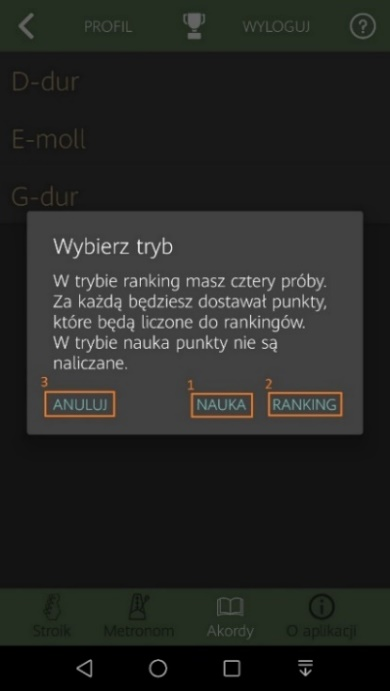 PROFIL WYLOGUJ ?
D-dur
E-moll
G-dur
Wybierz tryb
W trybie ranking masz cztery próby.
Za każdą będziesz dostawał punkty,
które będą liczone do rankingów.
W trybie nauka punkty nie są
naliczane.
3 1 2
ANULUJ NAUKA RANKING
Stroik Metronom Akordy O aplikacji